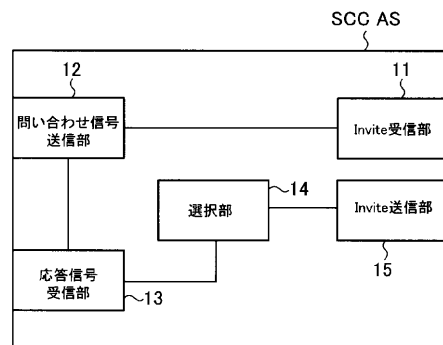 SCC AS
12
11
問い合わせ信号
送信部
Invite受信部
14
選択部
Invite送信部
15
応答信号
受信部
13